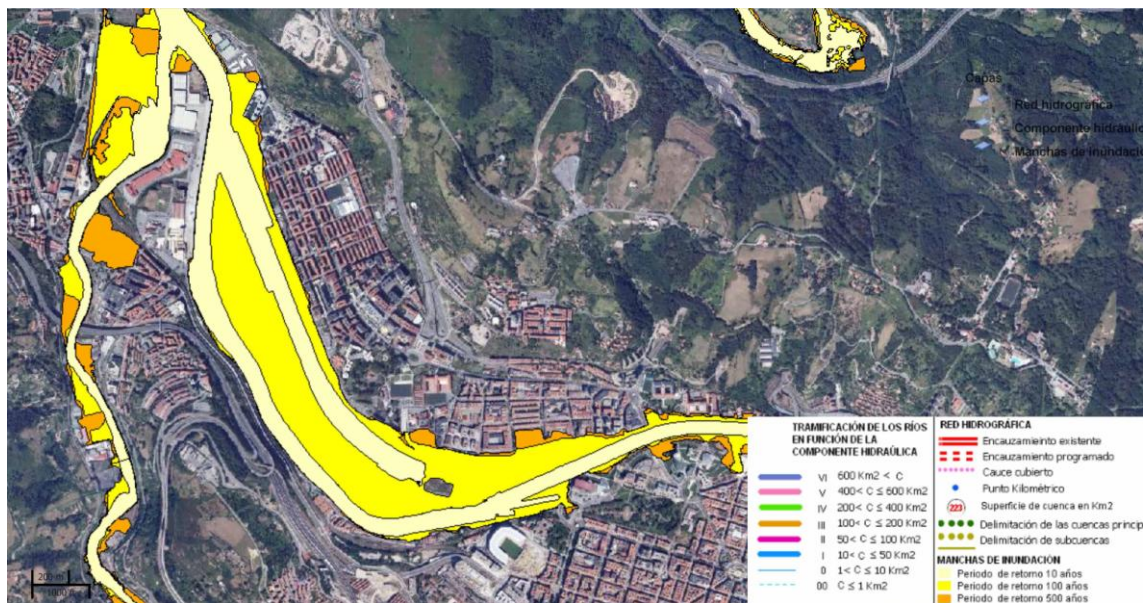 Capas
Red hidrográfica
Componente hidráu
Manchas de inundació
200 m
1000 m
TRAMIFICACIÓN DE LOS RÍOS
EN FUNCIÓN DE LA
COMPONENTE HIDRAÚLICA
VI 600 Km2 < C
V 400< C ≤ 600 Km2
IV 200< C ≤ 400 Km2
III 100< C ≤ 200 Km2
II 50< C ≤ 100 Km2
I 10< C ≤ 50 Km2
0 1< C ≤ 10 Km2
00 C ≤ 1 Km2
RED HIDROGRÁFICA
Encauzamieinto existente
Encauzamiento programado
Cauce cubierto
Punto Kilométrico
223 Superficie de cuenca en Km2
Delimitación de las cuencas princip
Delimitación de subcuencas
MANCHAS DE INUNDACIÓN
Periodo de retorno 10 años
Periodo de retorno 100 años
Periodo de retorno 500 años